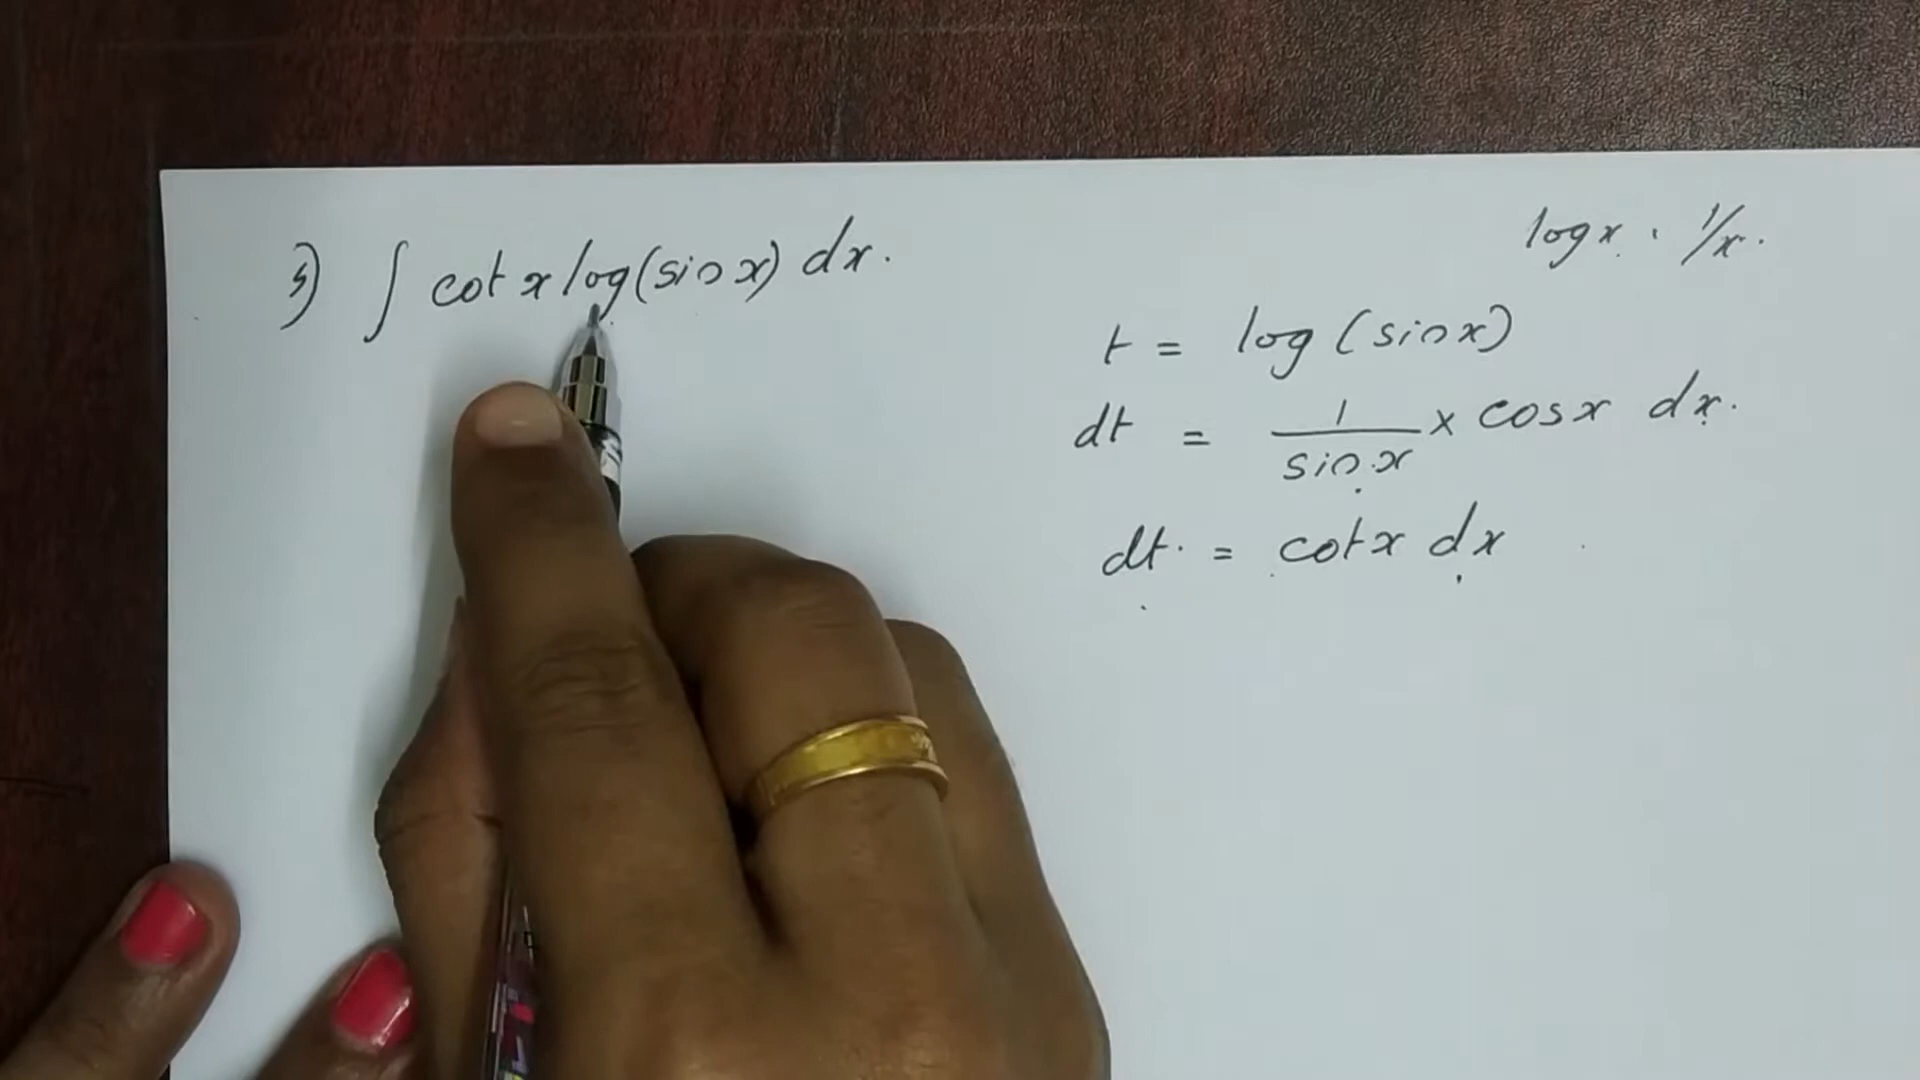 3) ∫ cot x log(sin x) dx.
log x . 1/x.
t = log (sin x)
dt = 1/sin x × cos x dx.
dt = cot x dx